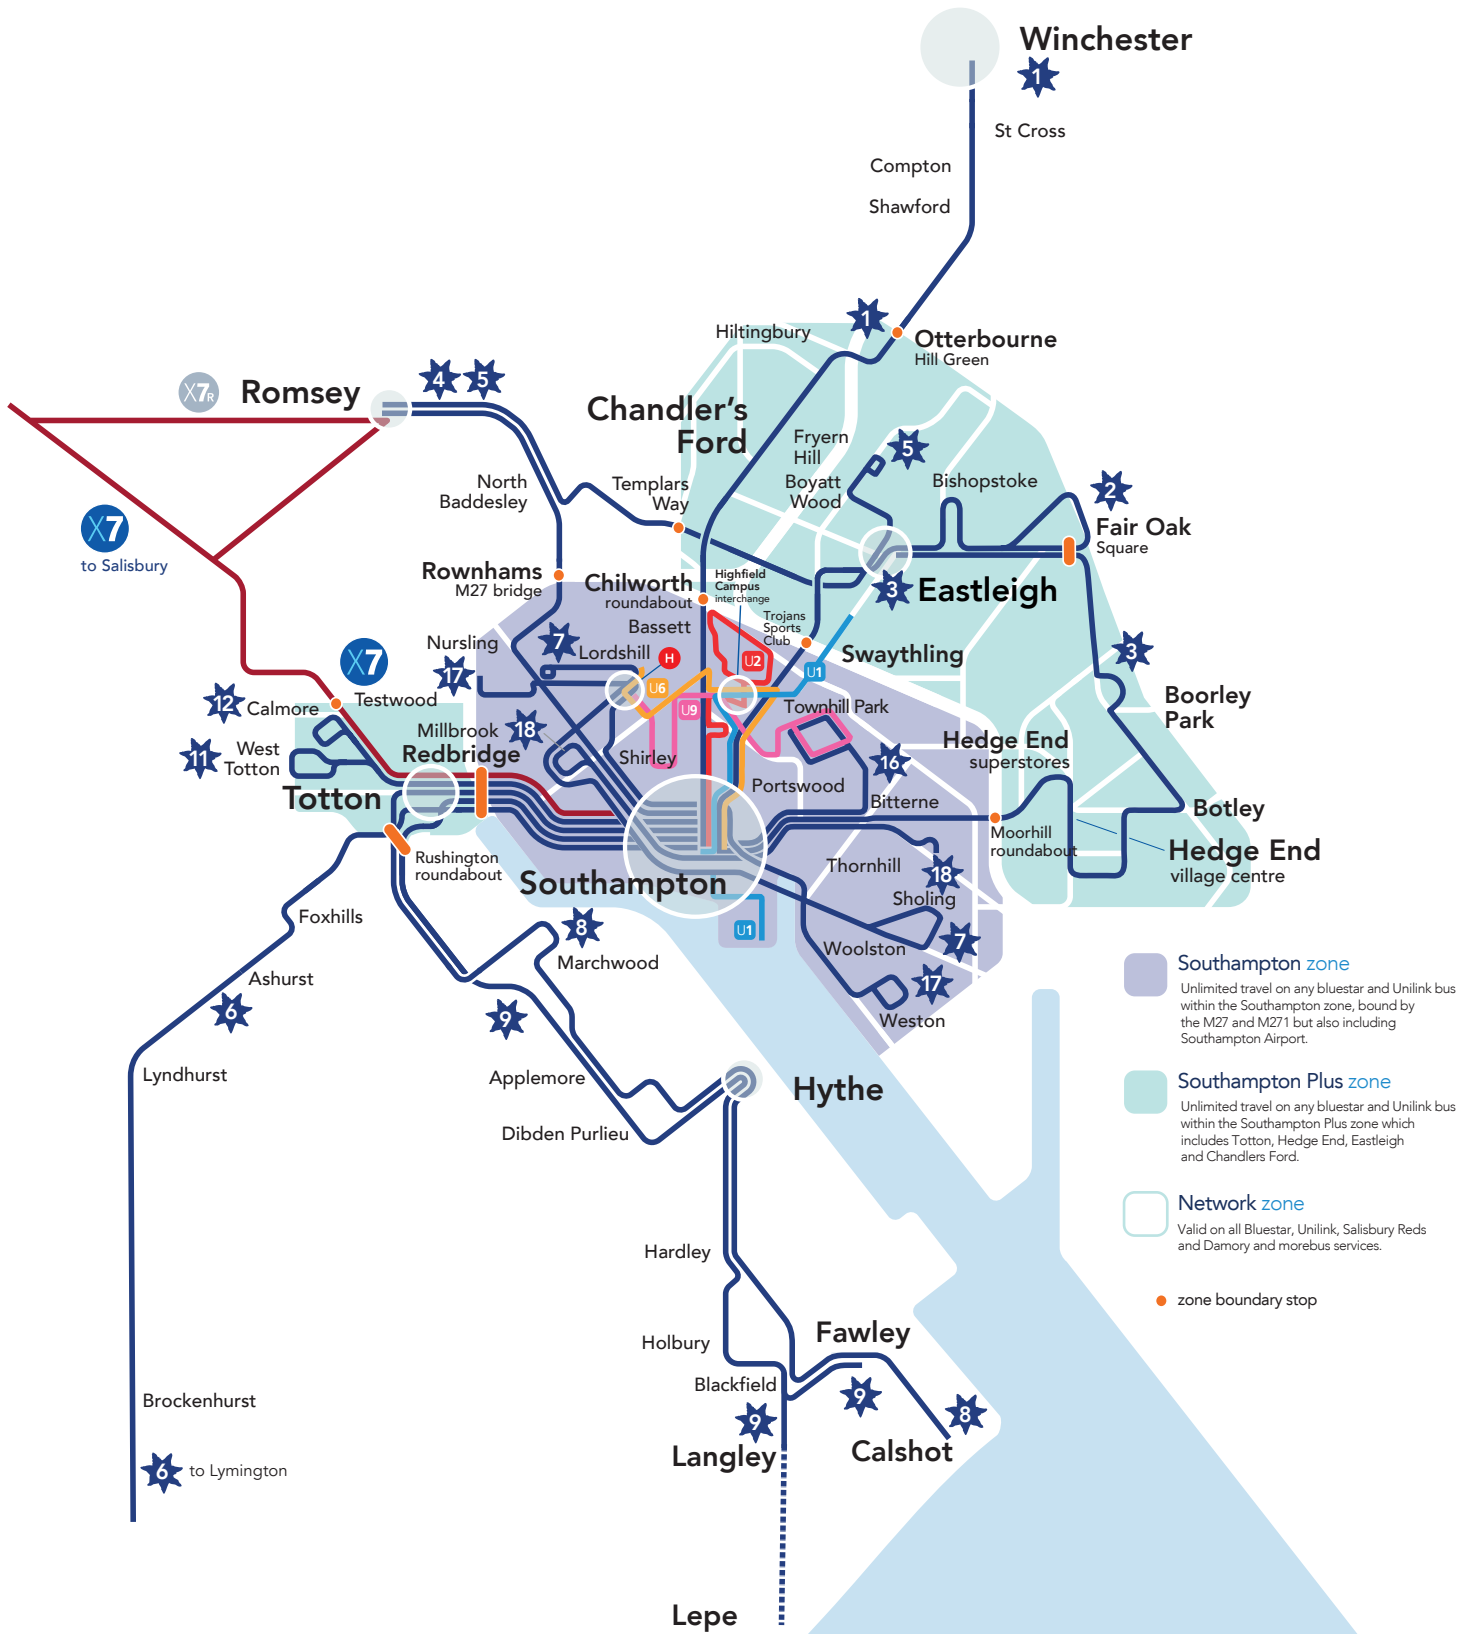 Winchester
1
St Cross
Compton
Shawford
1
Hiltingbury
Otterbourne
Hill Green
X7R
Romsey
4
5
Chandler's
Ford
Fryern
Hill
5
Boyatt
Wood
Bishopstoke
2
Fair Oak
Square
North
Baddesley
Templars
Way
X7
to Salisbury
Rownhams
M27 bridge
Chilworth
roundabout
Highfield
Campus
interchange
3
Eastleigh
Trojans
Sports
Club
Bassett
Nursling
7
Lordshill
H
U2
U1
Swaythling
3
X7
17
U6
U9
Testwood
12
Calmore
Townhill Park
Boorley
Park
Millbrook
18
West
Totton
11
Redbridge
Shirley
Hedge End
superstores
16
Portswood
Bitterne
Totton
Botley
Moorhill
roundabout
Hedge End
village centre
Rushington
roundabout
Southampton
Thornhill
18
Sholing
Foxhills
8
U1
Woolston
7
Marchwood
Ashurst
17
6
9
Weston
Southampton zone
Unlimited travel on any bluestar and Unilink bus
within the Southampton zone, bound by
the M27 and M271 but also including
Southampton Airport.
Lyndhurst
Applemore
Hythe
Dibden Purlieu
Southampton Plus zone
Unlimited travel on any bluestar and Unilink bus
within the Southampton Plus zone which
includes Totton, Hedge End, Eastleigh
and Chandlers Ford.
Network zone
Valid on all Bluestar, Unilink, Salisbury Reds
and Damory and morebus services.
zone boundary stop
Hardley
Holbury
Fawley
Blackfield
9
9
8
Brockenhurst
Langley
Calshot
6
to Lymington
Lepe